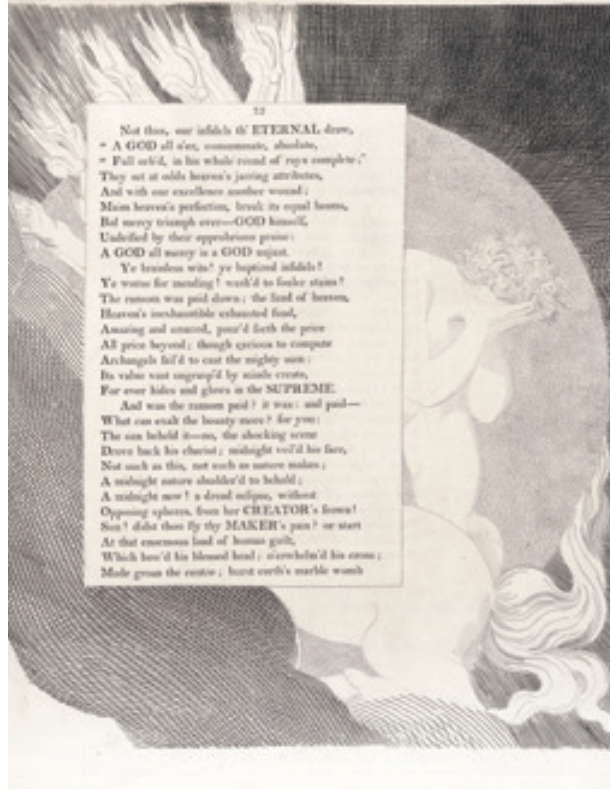 72
Not thus, our infidels th' ETERNAL draw,
" A GOD all o'er, consummate, absolute,
" Full orb'd, in his whole round of rays complete:"
They set at odds heaven's jarring attributes,
And with one excellence another wound;
Maim heaven's perfection, break its equal beams,
Bid mercy triumph over—GOD himself,
Undeified by their opprobrious praise:
A GOD all mercy is a GOD unjust.
Ye brainless wits! ye baptized infidels!
Ye worse for mending! wash'd to fouler stains!
The ransom was paid down; the fund of heaven,
Heaven's inexhaustible exhausted fund,
Amazing and amazed, pour'd forth the price
All price beyond; though curious to compute
Archangels fail'd to cast the mighty sum:
Its value vast ungrasp'd by minds create,
For ever hides and glows in the SUPREME.
And was the ransom paid? it was: and paid—
What can exalt the bounty more? for you:
The sun beheld it—no, the shocking scene
Drove back his chariot; midnight veil'd his face,
Not such as this, not such as nature makes;
A midnight nature shudder'd to behold;
A midnight new! a dread eclipse, without
Opposing spheres, from her CREATOR's frown!
Sun! didst thou fly thy MAKER's pain? or start
At that enormous load of human guilt,
Which bow'd his blessed head; o'erwhelm'd his cross;
Made groan the centre; burst earth's marble womb